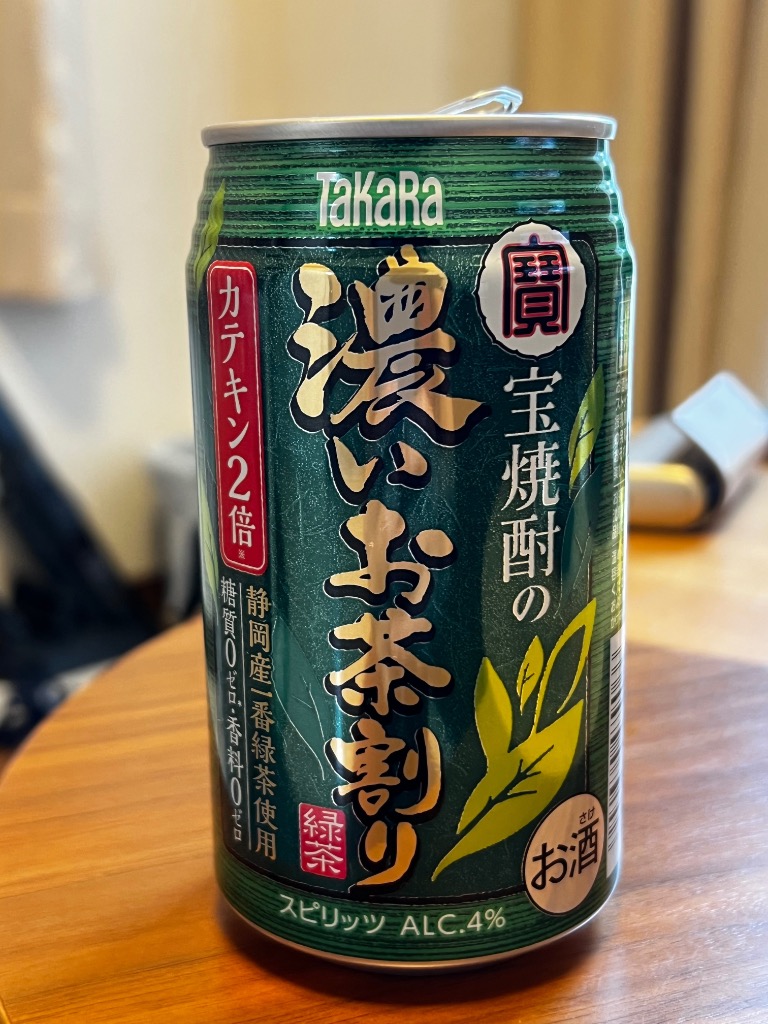 TaKaRa
寶
宝焼酎の
濃いお茶割り
緑茶
カテキン2倍
※
静岡産一番緑茶使用
糖質0ゼロ・香料0ゼロ
さけ
お酒
スピリッツ ALC.4%